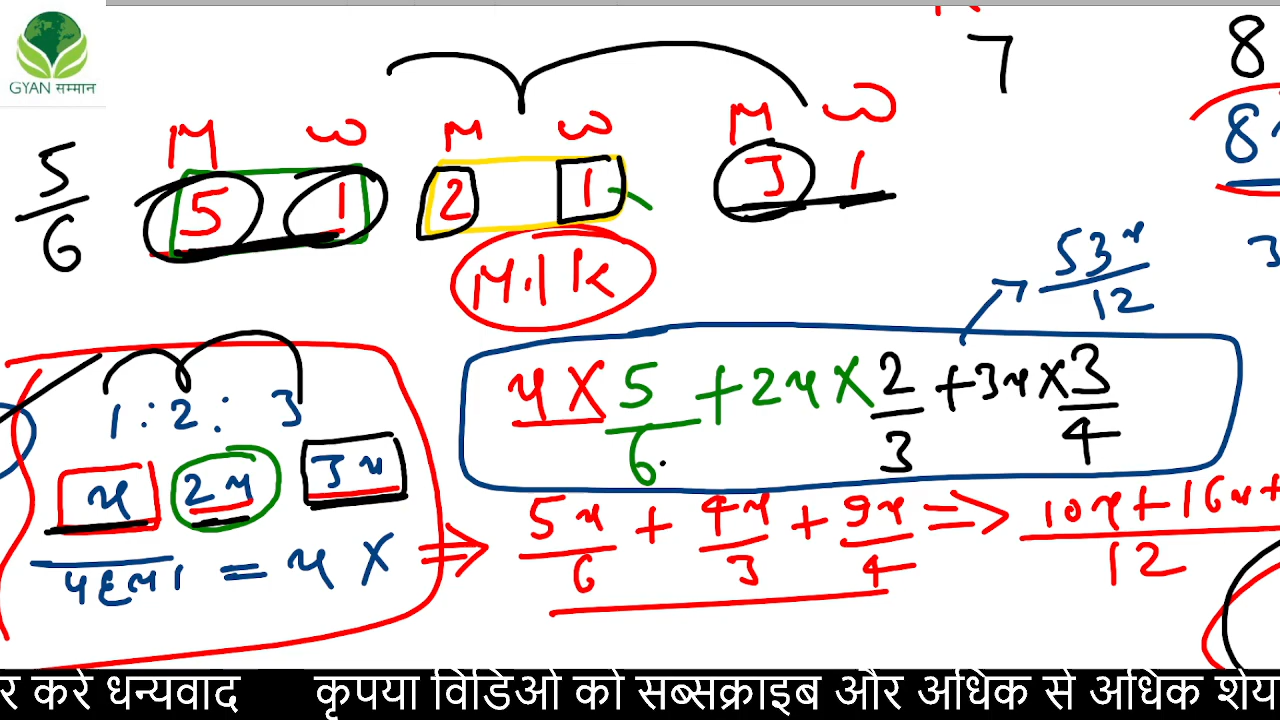 GYAN सम्मान
7 8
M W M W M W
5/6 5 1 2 1 3 1
Milk
53x/12
1 : 2 : 3
x 2x 3x
पहला = x X
x X 5/6 + 2x X 2/3 + 3x X 3/4
=> 5x/6 + 4x/3 + 9x/4 => 10x + 16x + /12
र करे धन्यवाद कृपया विडिओ को सब्सक्राइब और अधिक से अधिक शेय